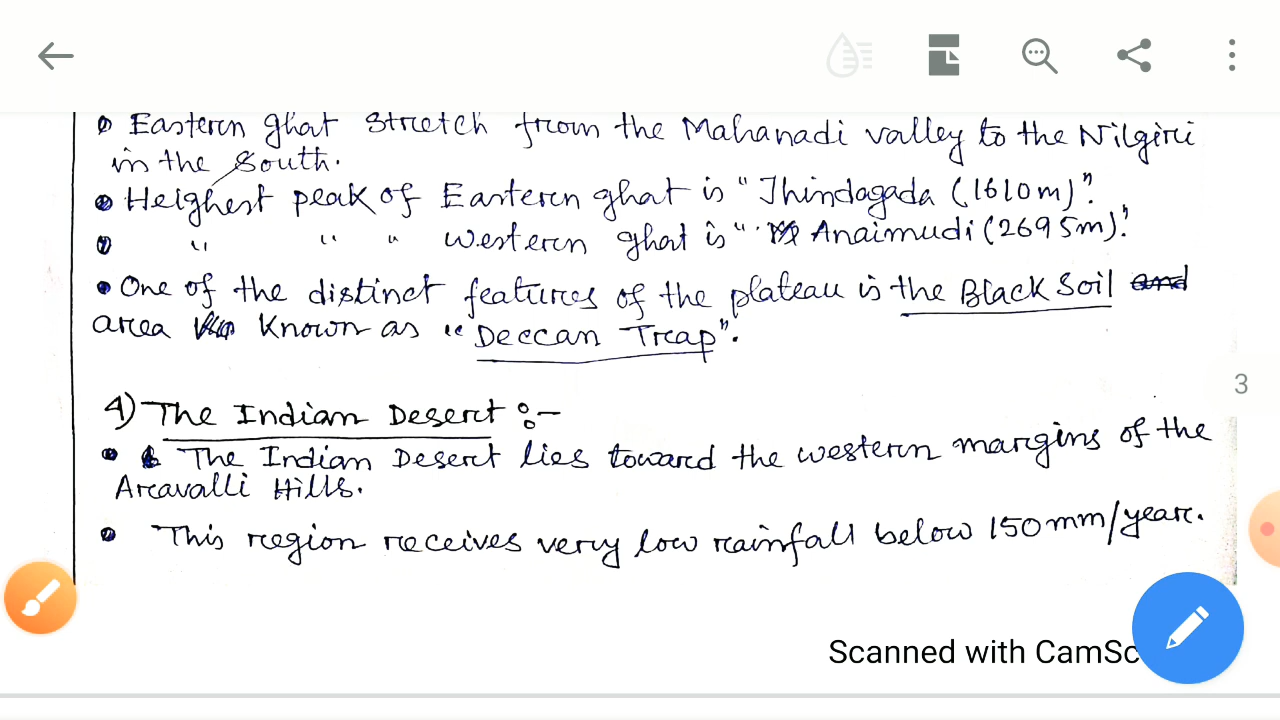 • Eastern ghat stretch from the Mahanadi valley to the Nilgiri
in the South.
• Heighest peak of Eastern ghat is "Jhindagada (1610m)".
• " " " western ghat is " Anaimudi (2695m)".
• One of the distinct features of the plateau is the Black Soil and
area known as "Deccan Trap".
3
4) The Indian Desert :-
• The Indian Desert lies toward the western margins of the
Aravalli Hills.
• This region receives very low rainfall below 150mm/year.
Scanned with CamSc